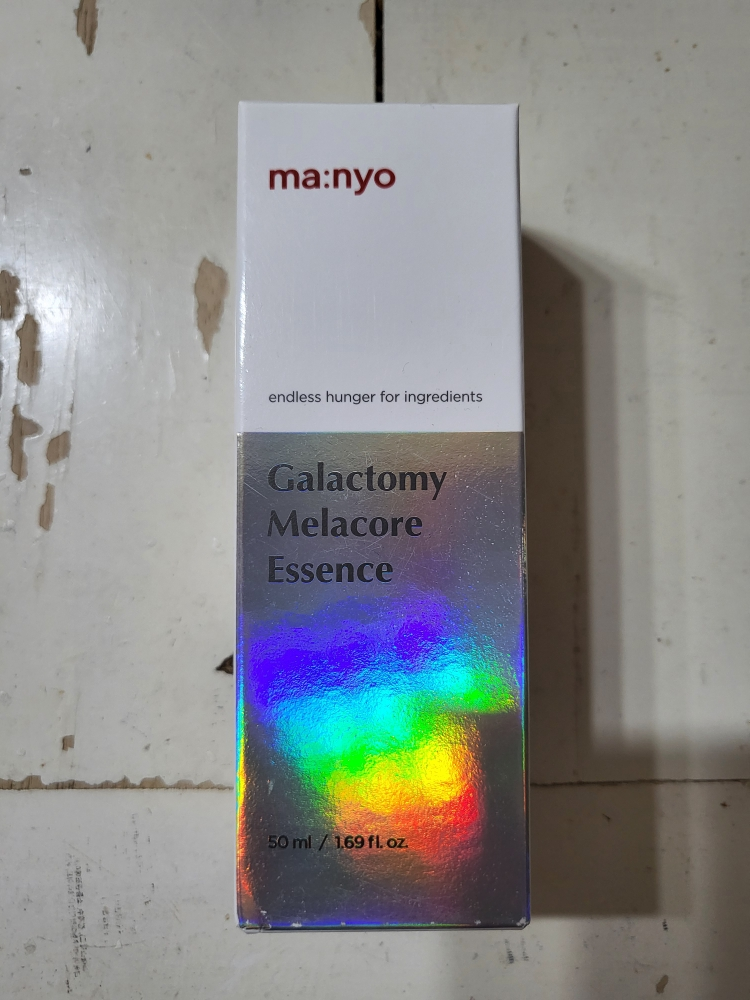 ma:nyo
endless hunger for ingredients
Galactomy
Melacore
Essence
50 ml / 1.69 fl. oz.